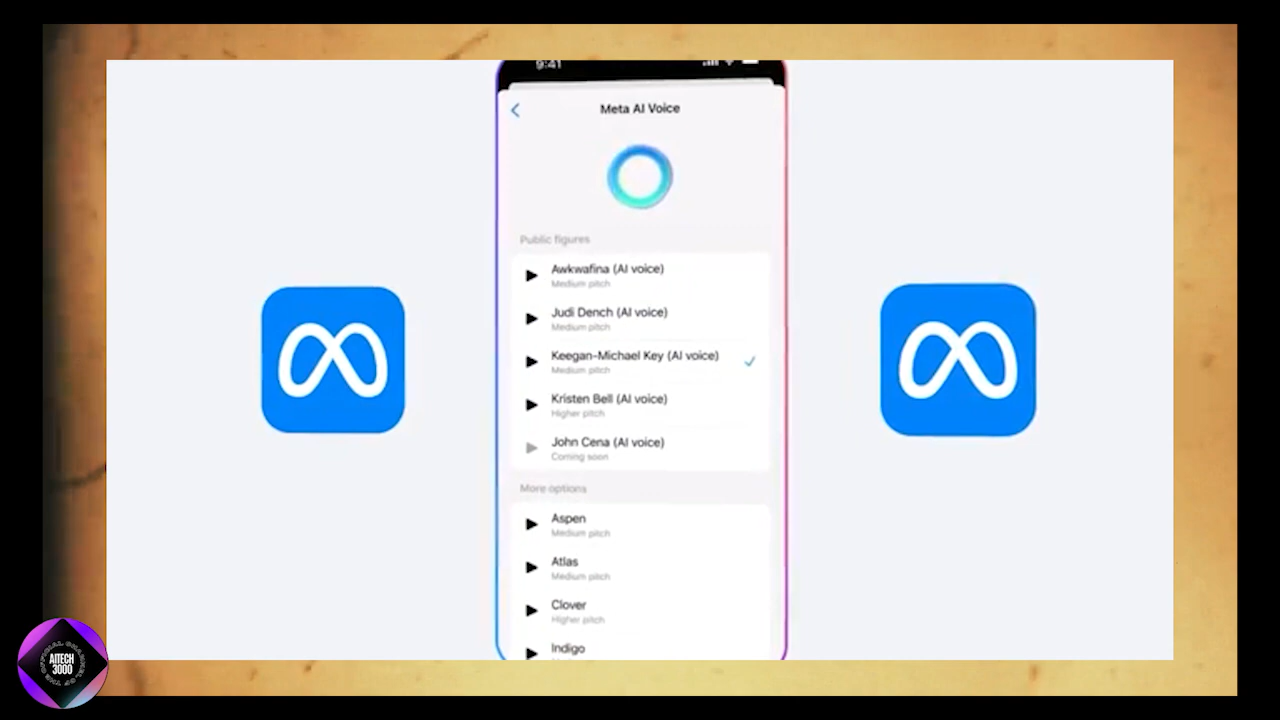 9:41
Meta AI Voice
Public figures
Awkwafina (AI voice)
Medium pitch
Judi Dench (AI voice)
Medium pitch
Keegan-Michael Key (AI voice)
Medium pitch
Kristen Bell (AI voice)
Higher pitch
John Cena (AI voice)
Coming soon
More options
Aspen
Medium pitch
Atlas
Medium pitch
Clover
Higher pitch
Indigo
AITECH
3000